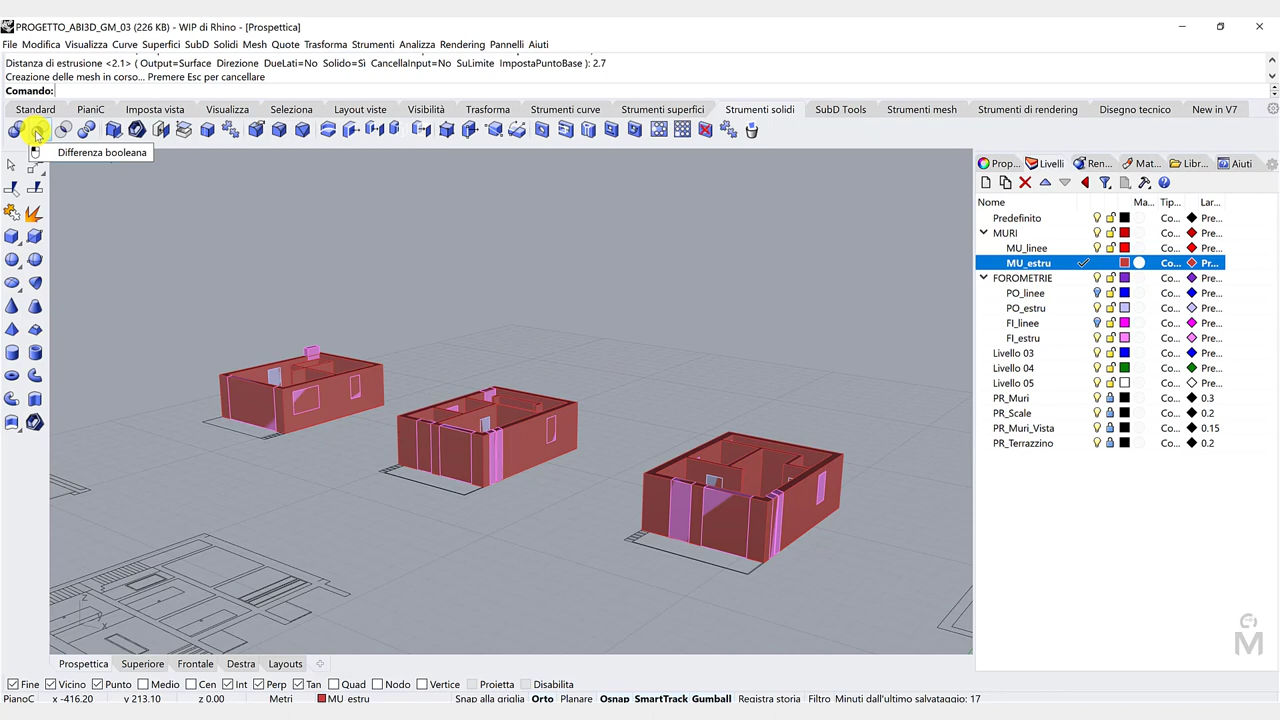 PROGETTO_ABI3D_GM_03 (226 KB) - WIP di Rhino - [Prospettica]
File Modifica Visualizza Curve Superfici SubD Solidi Mesh Quote Trasforma Strumenti Analizza Rendering Pannelli Aiuti
Distanza di estrusione <2.1> ( Output=Surface Direzione DueLati=No Solido=Sì CancellaInput=No SuLimite ImpostaPuntoBase ): 2.7
Creazione delle mesh in corso... Premere Esc per cancellare
Comando:
Standard PianiC Imposta vista Visualizza Seleziona Layout viste Visibilità Trasforma Strumenti curve Strumenti superfici Strumenti solidi SubD Tools Strumenti mesh Strumenti di rendering Disegno tecnico New in V7
Differenza booleana
Prop... Livelli Ren... Mat... Libr... Aiuti
Nome Ma... Tip... Lar...
Predefinito Co... Pre...
MURI Co... Pre...
MU_linee Co... Pre...
MU_estru Co... Pr...
FOROMETRIE Co... Pre...
PO_linee Co... Pre...
PO_estru Co... Pre...
FI_linee Co... Pre...
FI_estru Co... Pre...
Livello 03 Co... Pre...
Livello 04 Co... Pre...
Livello 05 Co... Pre...
PR_Muri Co... 0.3
PR_Scale Co... 0.2
PR_Muri_Vista Co... 0.15
PR_Terrazzino Co... 0.2
z
y
x
M
Prospettica Superiore Frontale Destra Layouts
Fine Vicino Punto Medio Cen Int Perp Tan Quad Nodo Vertice Proietta Disabilita
PianoC x -416.20 y 213.10 z 0.00 Metri MU_estru Snap alla griglia Orto Planare Osnap SmartTrack Gumball Registra storia Filtro Minuti dall'ultimo salvataggio: 17